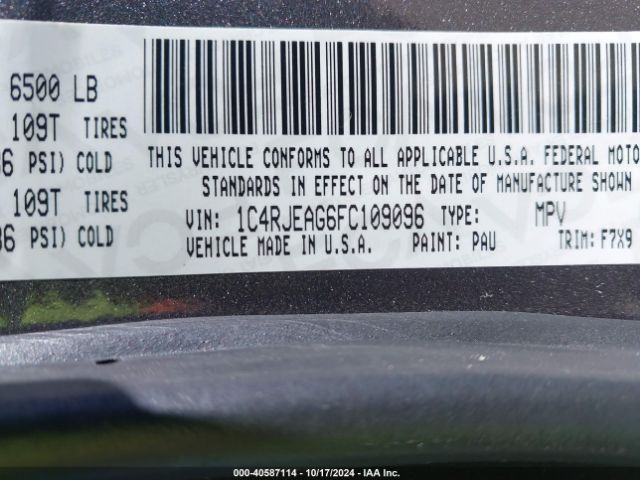 6500 LB
109T TIRES
36 PSI) COLD
109T TIRES
36 PSI) COLD
THIS VEHICLE CONFORMS TO ALL APPLICABLE U.S.A. FEDERAL MOTO
STANDARDS IN EFFECT ON THE DATE OF MANUFACTURE SHOWN
VIN: 1C4RJEAG6FC109096 TYPE: MPV
VEHICLE MADE IN U.S.A. PAINT: PAU TRIM: F7X9
000-40587114 - 10/17/2024 - IAA Inc.